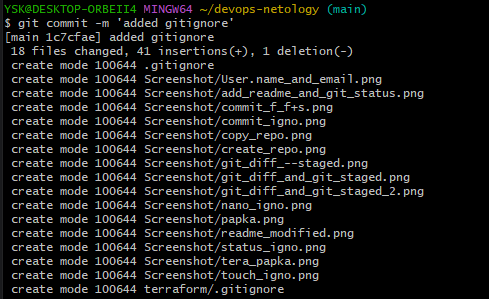 YSK@DESKTOP-ORBEII4 MINGW64 ~/devops-netology (main)
$ git commit -m 'added gitignore'
[main 1c7cfae] added gitignore
 18 files changed, 41 insertions(+), 1 deletion(-)
 create mode 100644 .gitignore
 create mode 100644 Screenshot/User.name_and_email.png
 create mode 100644 Screenshot/add_readme_and_git_status.png
 create mode 100644 Screenshot/commit_f_f+s.png
 create mode 100644 Screenshot/commit_igno.png
 create mode 100644 Screenshot/copy_repo.png
 create mode 100644 Screenshot/create_repo.png
 create mode 100644 Screenshot/git_diff_--staged.png
 create mode 100644 Screenshot/git_diff_and_git_staged.png
 create mode 100644 Screenshot/git_diff_and_git_staged_2.png
 create mode 100644 Screenshot/nano_igno.png
 create mode 100644 Screenshot/papka.png
 create mode 100644 Screenshot/readme_modified.png
 create mode 100644 Screenshot/status_igno.png
 create mode 100644 Screenshot/tera_papka.png
 create mode 100644 Screenshot/touch_igno.png
 create mode 100644 terraform/.gitignore